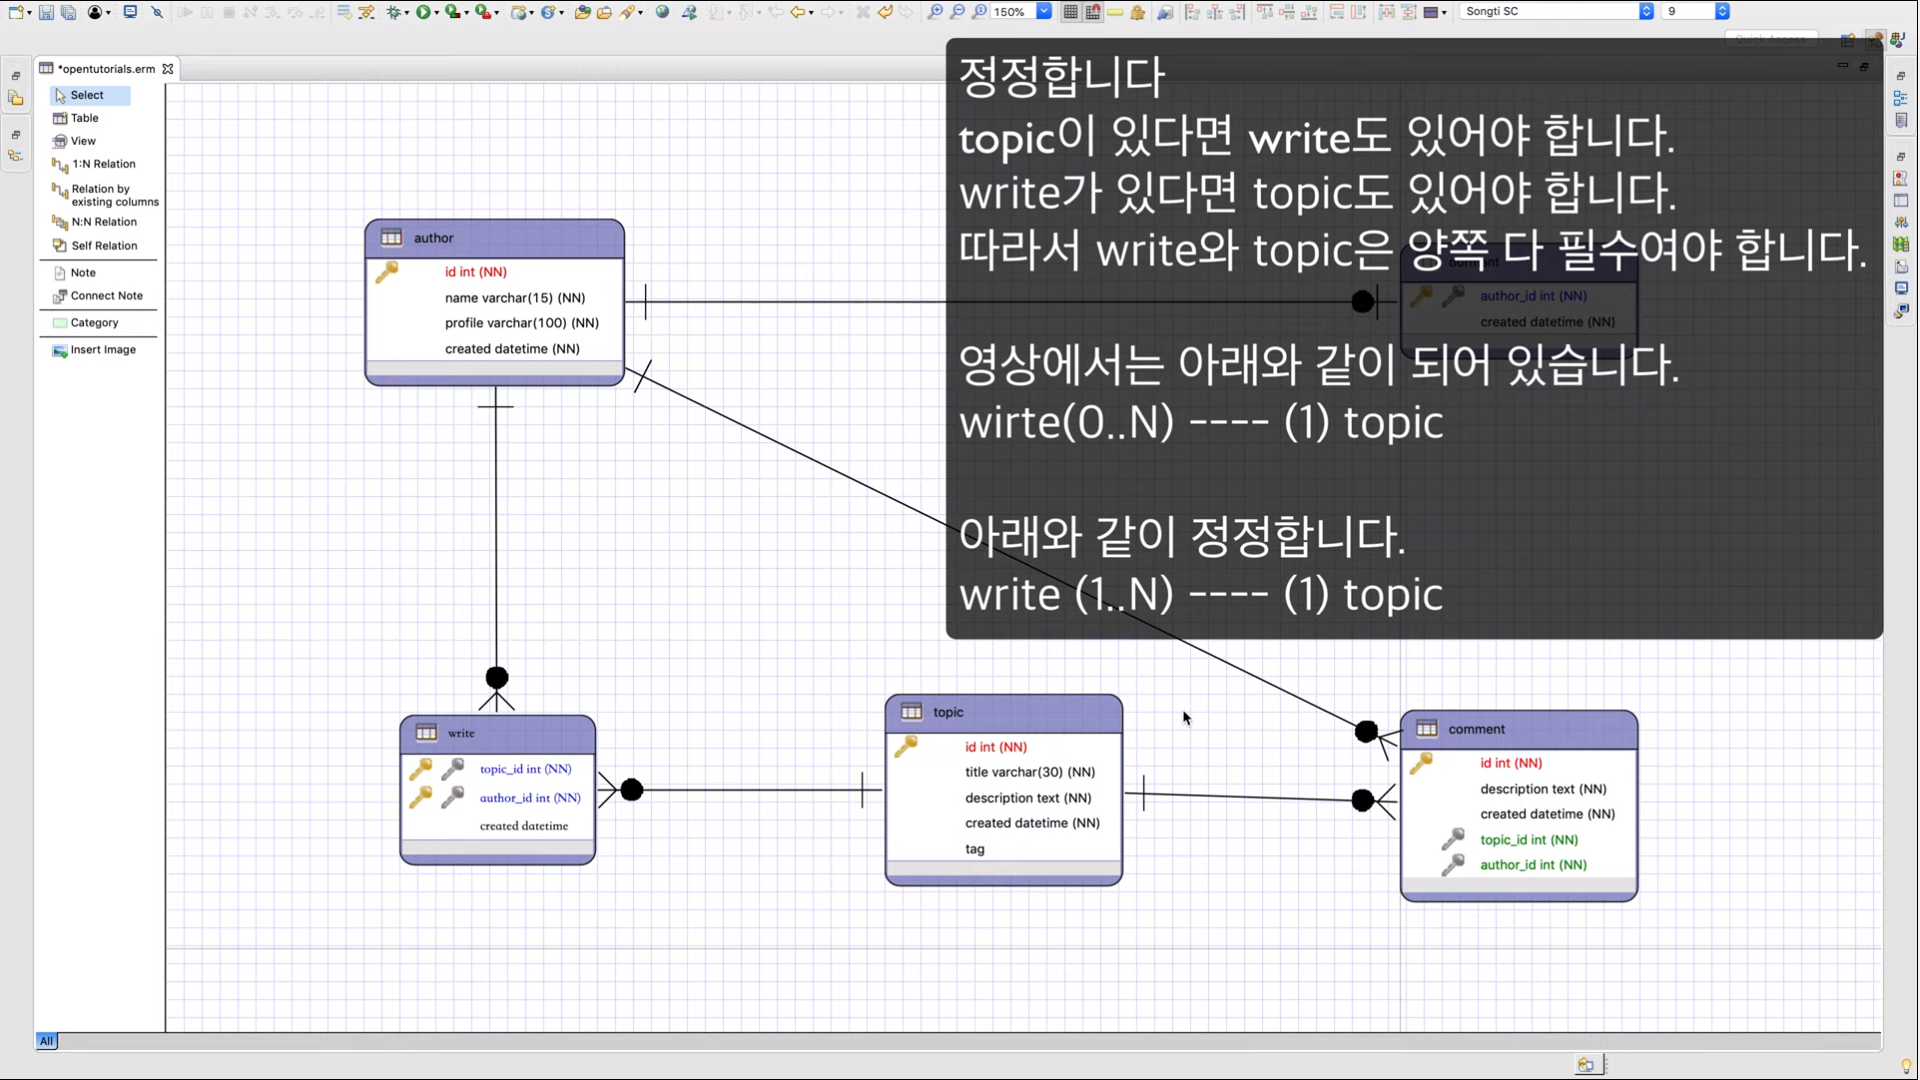 150%
Songti SC
9
Quick Access
*opentutorials.erm
Select
Table
View
1:N Relation
Relation by
existing columns
N:N Relation
Self Relation
Note
Connect Note
Category
Insert Image
정정합니다
topic이 있다면 write도 있어야 합니다.
write가 있다면 topic도 있어야 합니다.
따라서 write와 topic은 양쪽 다 필수여야 합니다.
영상에서는 아래와 같이 되어 있습니다.
wirte(0..N) ---- (1) topic
아래와 같이 정정합니다.
write (1..N) ---- (1) topic
author
id int (NN)
name varchar(15) (NN)
profile varchar(100) (NN)
created datetime (NN)
author_id int (NN)
created datetime (NN)
write
topic_id int (NN)
author_id int (NN)
created datetime
topic
id int (NN)
title varchar(30) (NN)
description text (NN)
created datetime (NN)
tag
comment
id int (NN)
description text (NN)
created datetime (NN)
topic_id int (NN)
author_id int (NN)
All